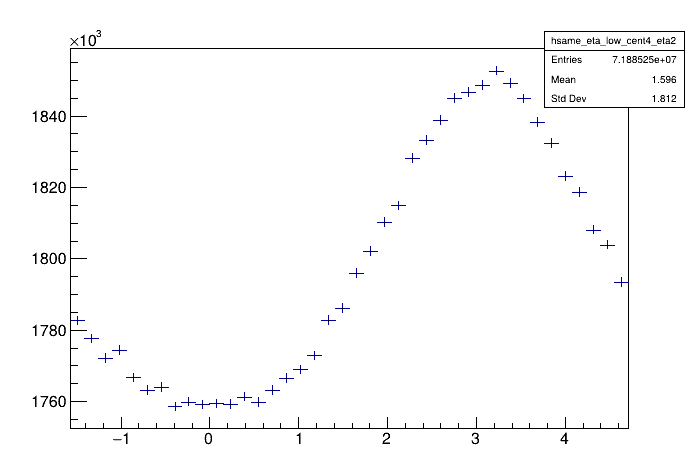 ×10³
hsame_eta_low_cent4_eta2
Entries 7.188525e+07
Mean 1.596
Std Dev 1.812
1840
1820
1800
1780
1760
−1 0 1 2 3 4